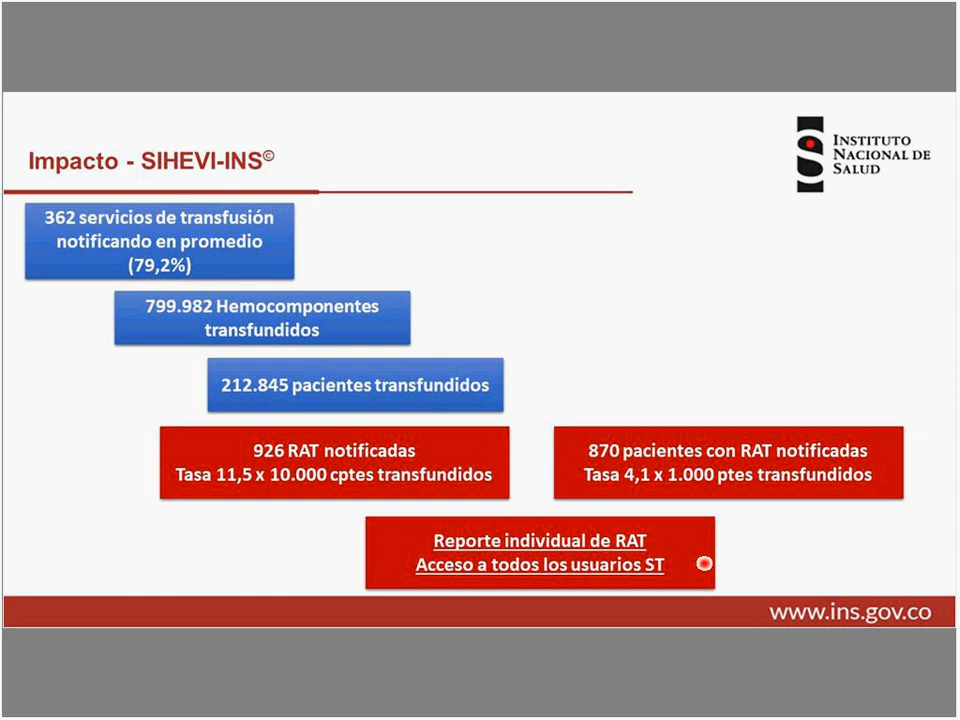 Impacto - SIHEVI-INS©
INSTITUTO
NACIONAL DE
SALUD
362 servicios de transfusión
notificando en promedio
(79,2%)
799.982 Hemocomponentes
transfundidos
212.845 pacientes transfundidos
926 RAT notificadas
Tasa 11,5 x 10.000 cptes transfundidos
870 pacientes con RAT notificadas
Tasa 4,1 x 1.000 ptes transfundidos
Reporte individual de RAT
Acceso a todos los usuarios ST
www.ins.gov.co